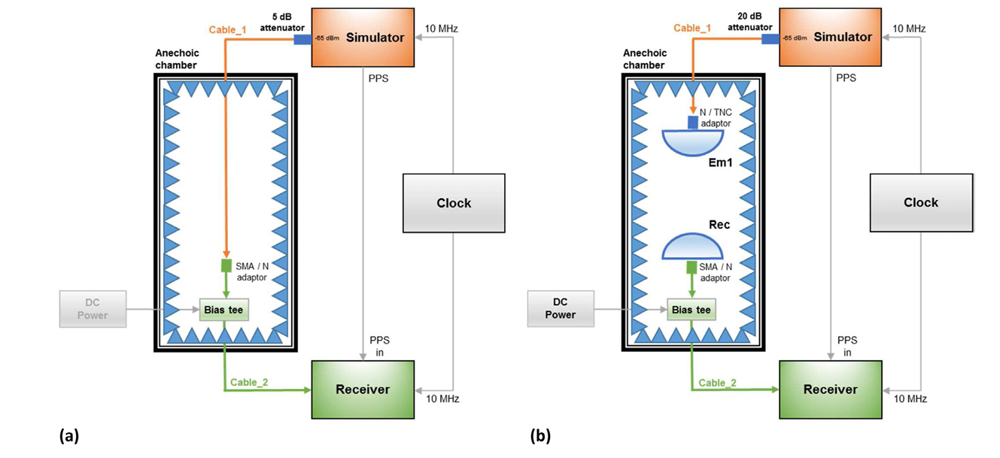 5 dB
attenuator
Cable_1
-65 dBm
Simulator
10 MHz
Anechoic
chamber
PPS
Clock
SMA / N
adaptor
DC
Power
Bias tee
PPS
in
Cable_2
Receiver
10 MHz
(a)
20 dB
attenuator
Cable_1
-65 dBm
Simulator
10 MHz
Anechoic
chamber
PPS
N / TNC
adaptor
Em1
Clock
Rec
SMA / N
adaptor
DC
Power
Bias tee
PPS
in
Cable_2
Receiver
10 MHz
(b)